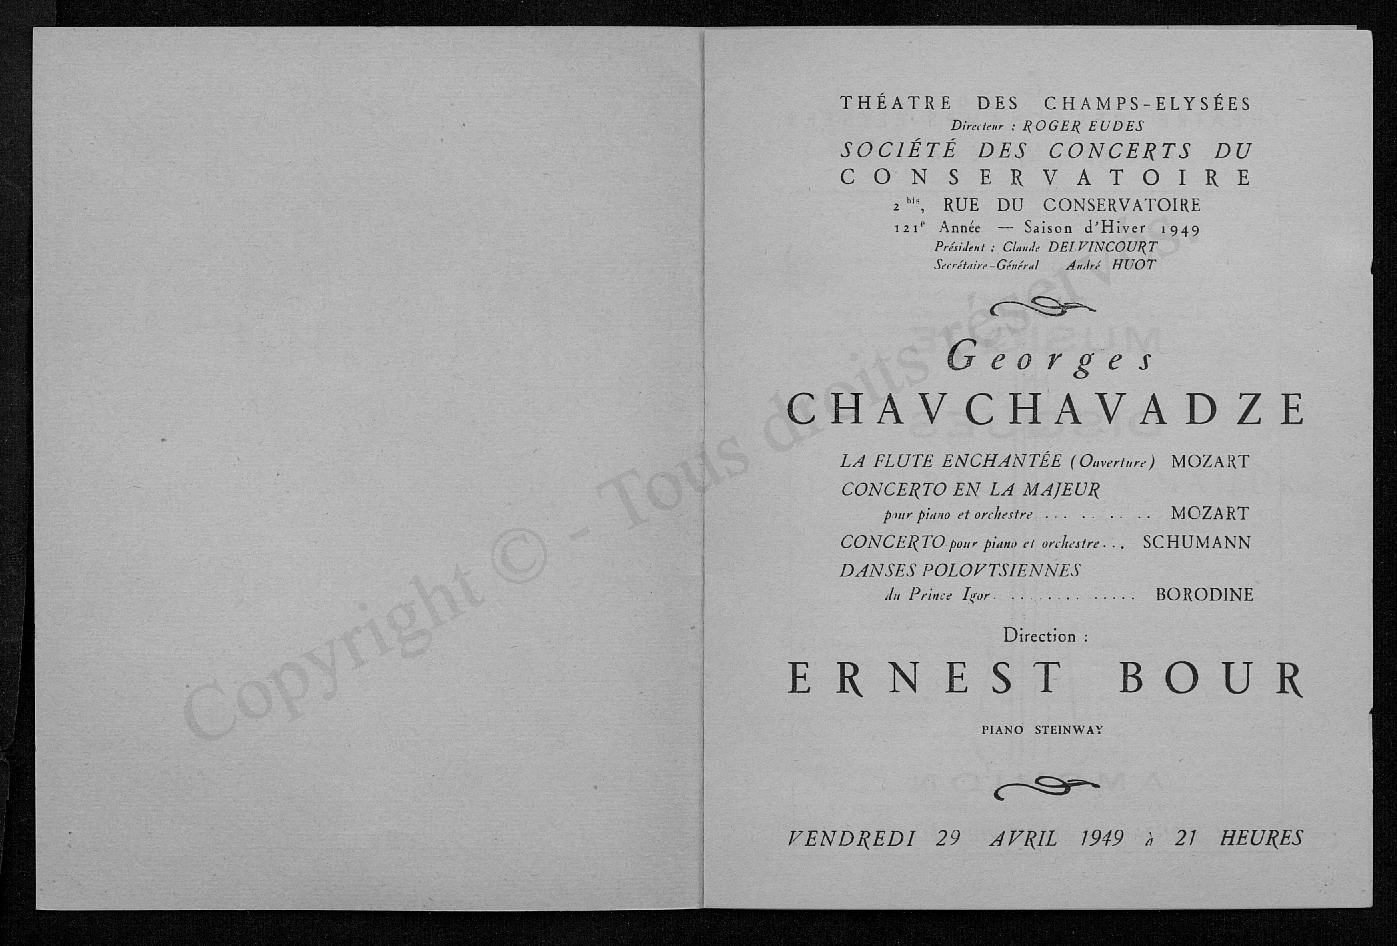 THÉATRE DES CHAMPS-ELYSÉES
Directeur : ROGER EUDES
SOCIÉTÉ DES CONCERTS DU
CONSERVATOIRE
2 bis, RUE DU CONSERVATOIRE
121e Année — Saison d'Hiver 1949
Président : Claude DELVINCOURT
Secrétaire-Général André HUOT
Georges
CHAVCHAVADZE
LA FLUTE ENCHANTÉE (Ouverture) MOZART
CONCERTO EN LA MAJEUR
pour piano et orchestre . . . . . . . . MOZART
CONCERTO pour piano et orchestre . . . SCHUMANN
DANSES POLOVTSIENNES
du Prince Igor . . . . . . . . . . . . . BORODINE
Direction :
ERNEST BOUR
PIANO STEINWAY
VENDREDI 29 AVRIL 1949 à 21 HEURES
Copyright © - Tous droits réservés.